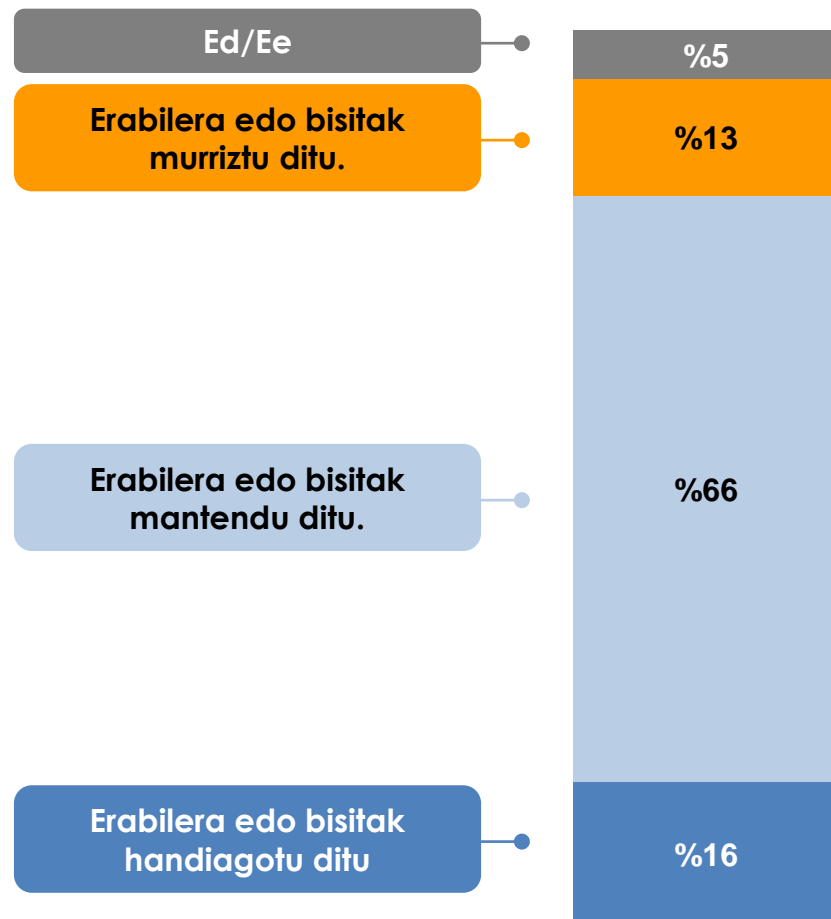 Ed/Ee
%5
Erabilera edo bisitak
murriztu ditu.
%13
Erabilera edo bisitak
mantendu ditu.
%66
Erabilera edo bisitak
handiagotu ditu
%16